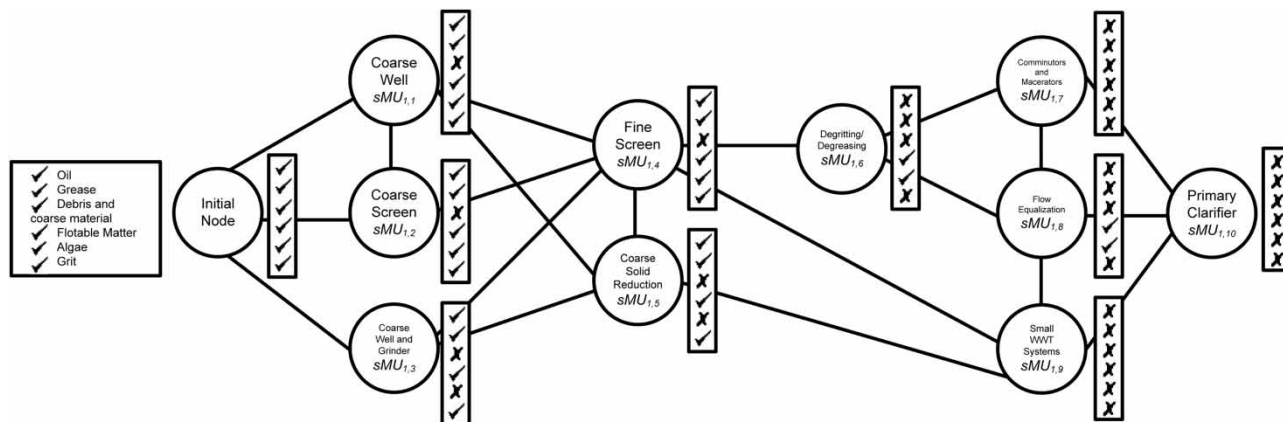 ✓ Oil
✓ Grease
✓ Debris and
coarse material
✓ Flotable Matter
✓ Algae
✓ Grit
Initial
Node
Coarse
Well
sMU1,1
Coarse
Screen
sMU1,2
Coarse
Well and
Grinder
sMU1,3
Fine
Screen
sMU1,4
Coarse
Solid
Reduction
sMU1,5
Degritting/
Degreasing
sMU1,6
Comminutors
and
Macerators
sMU1,7
Flow
Equalization
sMU1,8
Small
WWT
Systems
sMU1,9
Primary
Clarifier
sMU1,10